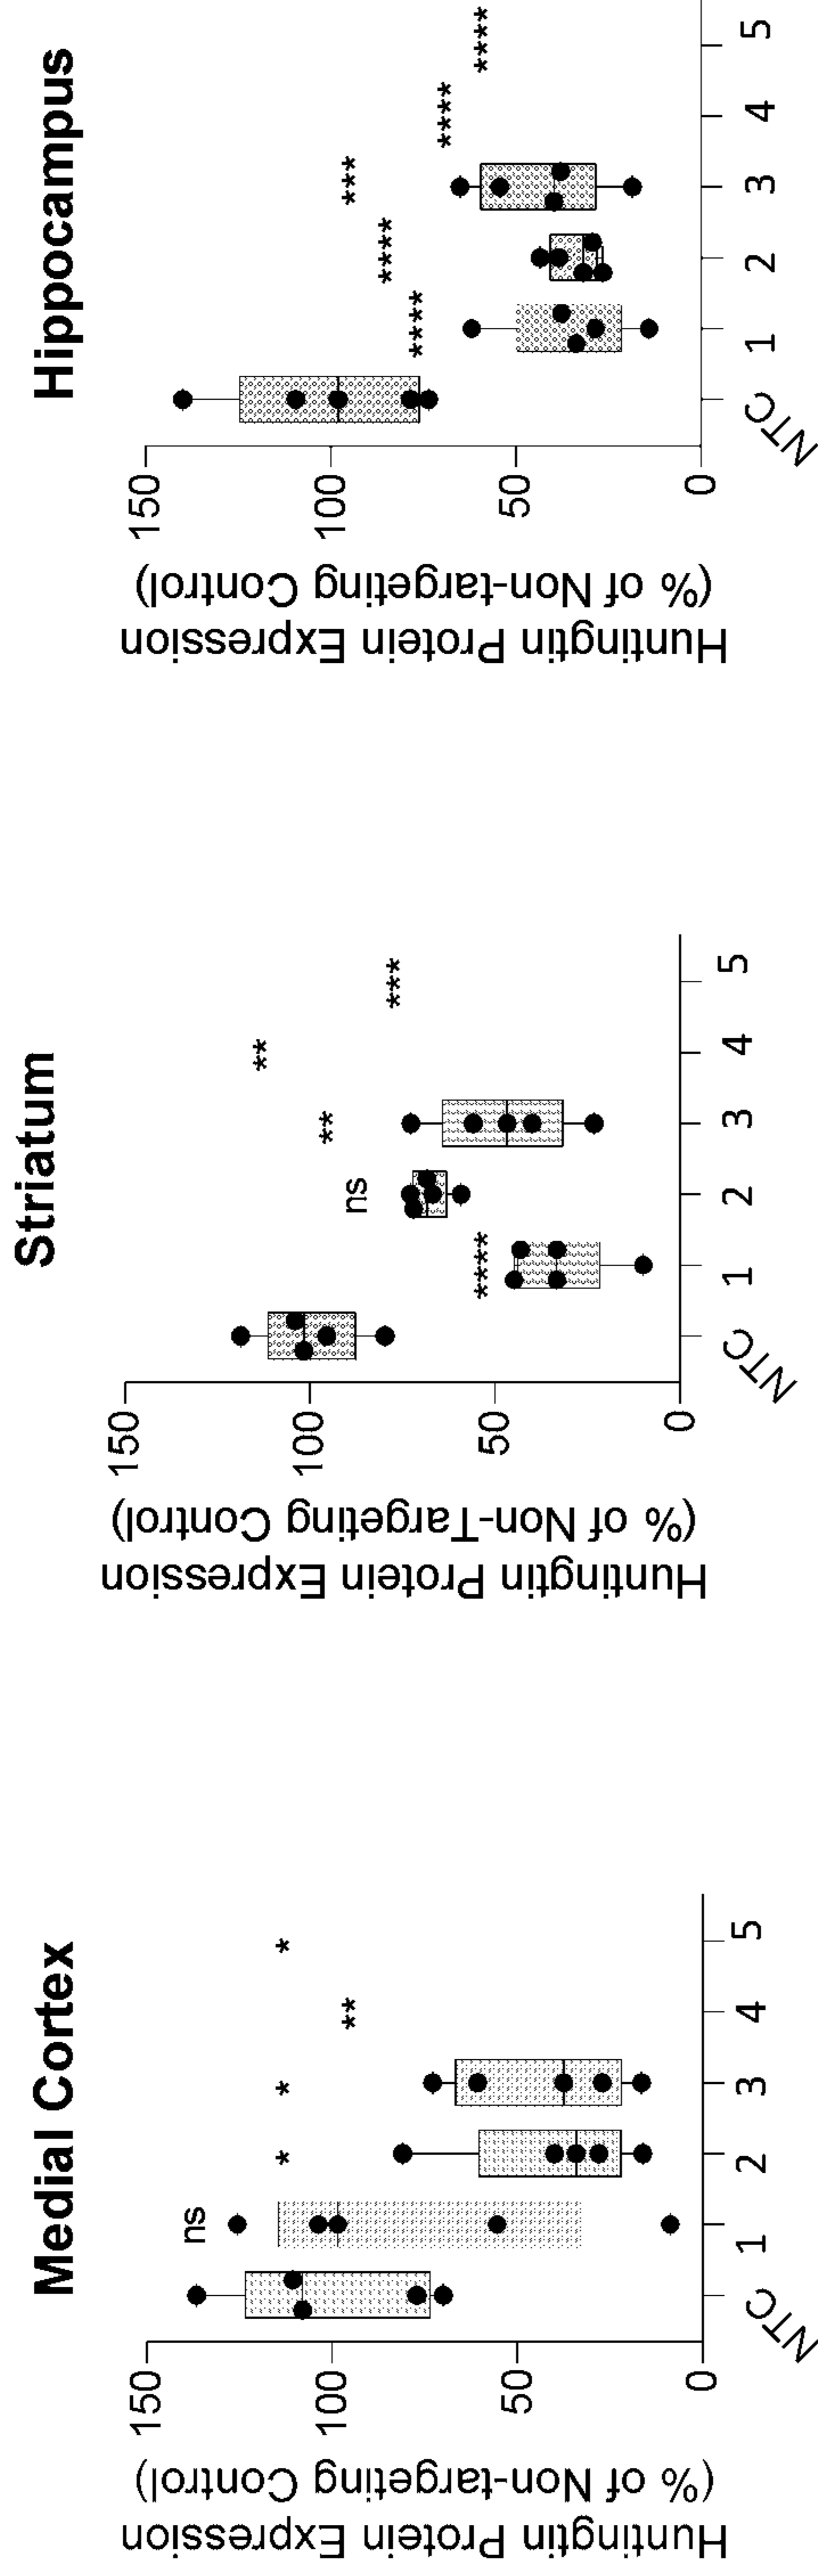 Medial Cortex
Huntingtin Protein Expression
(% of Non-targeting Control)
150
100
50
0
ns
*
*
**
*
NTC
1
2
3
4
5
Striatum
Huntingtin Protein Expression
(% of Non-Targeting Control)
150
100
50
0
****
ns
**
**
***
NTC
1
2
3
4
5
Hippocampus
Huntingtin Protein Expression
(% of Non-targeting Control)
150
100
50
0
****
****
***
****
****
NTC
1
2
3
4
5